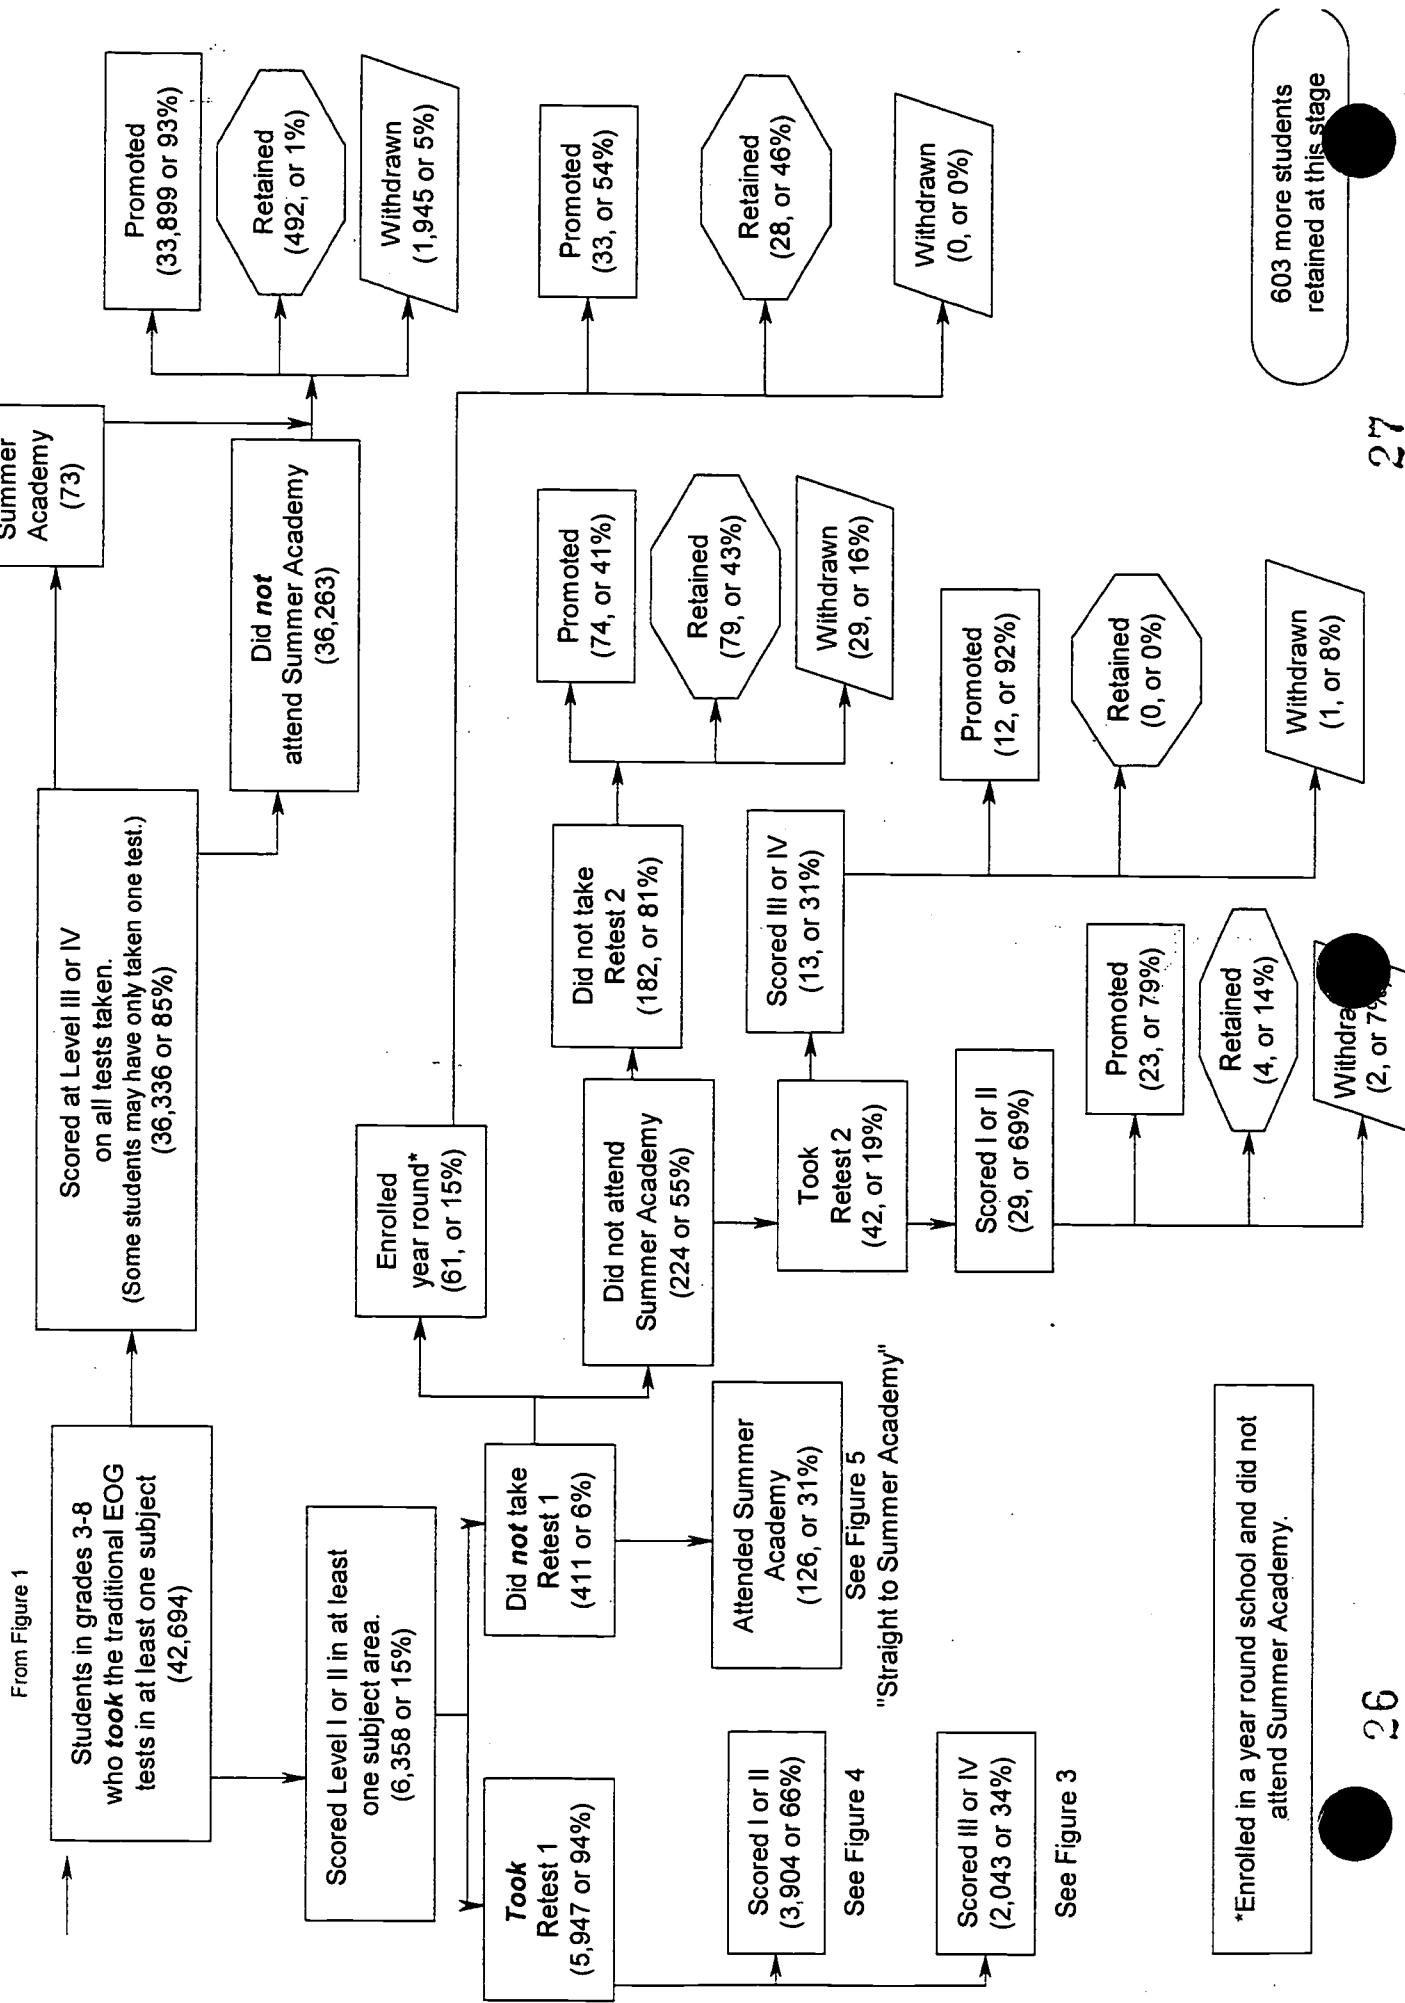 From Figure 1
Students in grades 3-8
who took the traditional EOG
tests in at least one subject
(42,694)
Scored at Level III or IV
on all tests taken.
(Some students may have only taken one test.)
(36,336 or 85%)
Summer
Academy
(73)
Did not
attend Summer Academy
(36,263)
Promoted
(33,899 or 93%)
Retained
(492, or 1%)
Withdrawn
(1,945 or 5%)
Scored Level I or II in at least
one subject area.
(6,358 or 15%)
Took
Retest 1
(5,947 or 94%)
Did not take
Retest 1
(411 or 6%)
Enrolled
year round*
(61, or 15%)
Promoted
(33, or 54%)
Retained
(28, or 46%)
Withdrawn
(0, or 0%)
Did not attend
Summer Academy
(224 or 55%)
Did not take
Retest 2
(182, or 81%)
Promoted
(74, or 41%)
Retained
(79, or 43%)
Withdrawn
(29, or 16%)
Took
Retest 2
(42, or 19%)
Scored III or IV
(13, or 31%)
Promoted
(12, or 92%)
Retained
(0, or 0%)
Withdrawn
(1, or 8%)
Scored I or II
(29, or 69%)
Promoted
(23, or 79%)
Retained
(4, or 14%)
Withdra
(2, or 7%
Attended Summer
Academy
(126, or 31%)
See Figure 5
"Straight to Summer Academy"
Scored I or II
(3,904 or 66%)
See Figure 4
Scored III or IV
(2,043 or 34%)
See Figure 3
*Enrolled in a year round school and did not
attend Summer Academy.
603 more students
retained at this stage
26
27